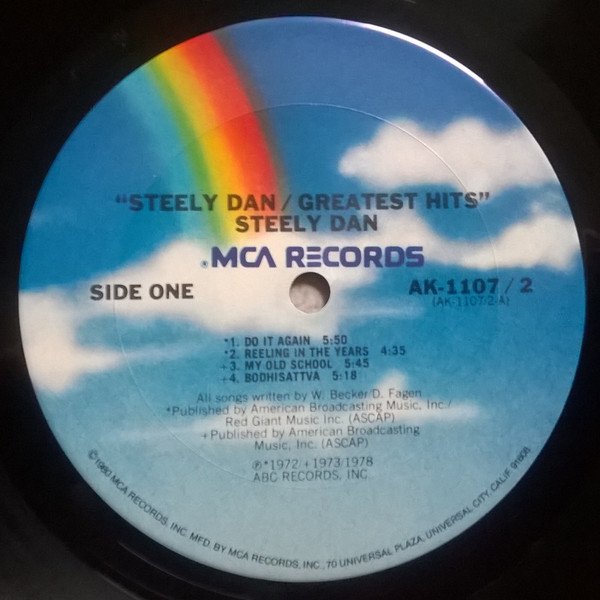 "STEELY DAN / GREATEST HITS"
STEELY DAN
®MCA RECORDS
SIDE ONE
AK-1107 / 2
(AK-1107/2-A)
*1. DO IT AGAIN 5:50
*2. REELING IN THE YEARS 4:35
+3. MY OLD SCHOOL 5:45
+4. BODHISATTVA 5:18
All songs written by W. Becker/D. Fagen
*Published by American Broadcasting Music, Inc./
Red Giant Music Inc. (ASCAP)
+Published by American Broadcasting
Music, Inc. (ASCAP)
℗*1972, +1973/1978
ABC RECORDS, INC.
©1980 MCA RECORDS, INC. MFD. BY MCA RECORDS, INC., 70 UNIVERSAL PLAZA, UNIVERSAL CITY, CALIF. 91608